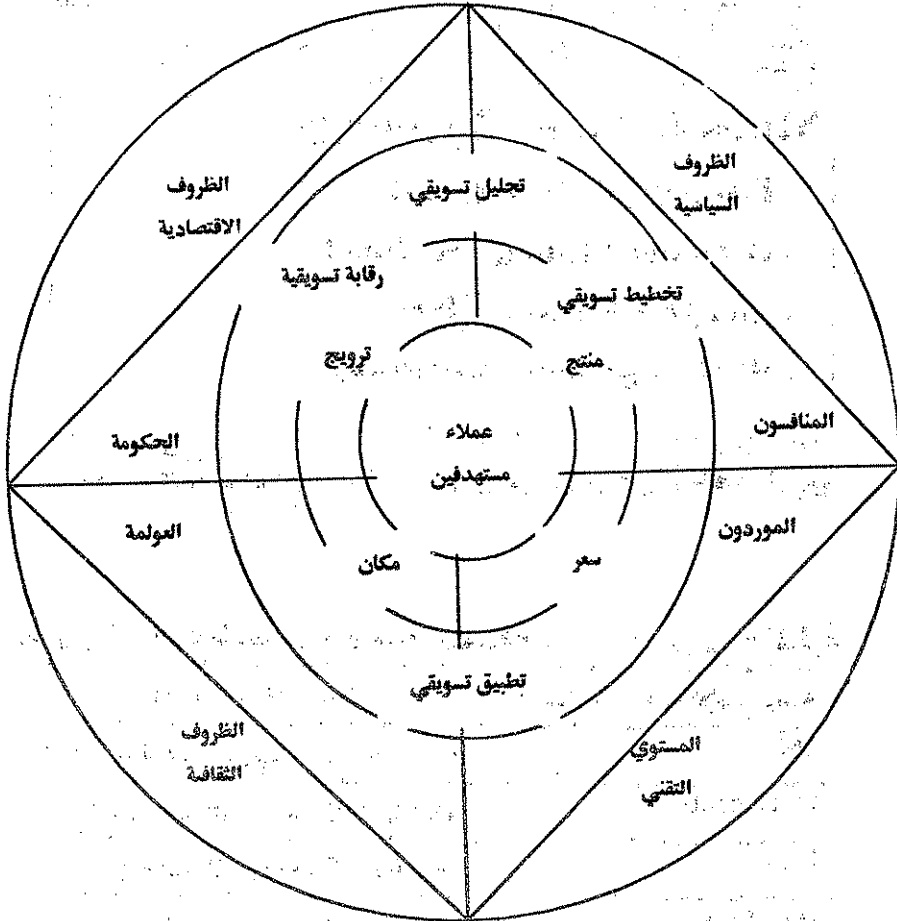 الظروف
السياسية
الظروف
الاقتصادية
تحليل تسويقي
رقابة تسويقية
تخطيط تسويقي
ترويج
منتج
المنافسون
عملاء
مستهدفين
الحكومة
الموردون
العولمة
سعر
مكان
تطبيق تسويقي
المستوي
التقني
الظروف
الثقافية